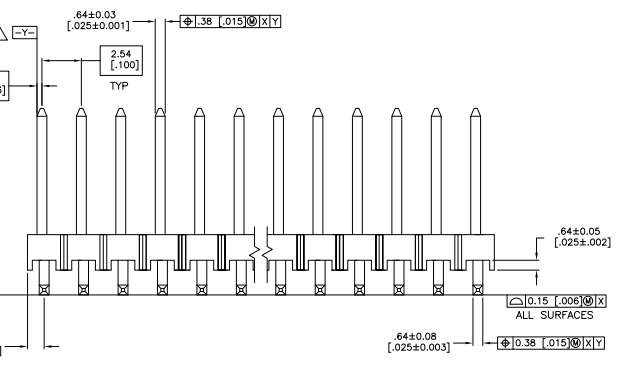 .64±0.03
[.025±0.001]
⌖ .38 [.015]Ⓜ X Y
-Y-
2.54
[.100]
TYP
.64±0.05
[.025±.002]
⌓ 0.15 [.006]Ⓜ X
ALL SURFACES
.64±0.08
[.025±0.003]
⌖ 0.38 [.015]Ⓜ X Y